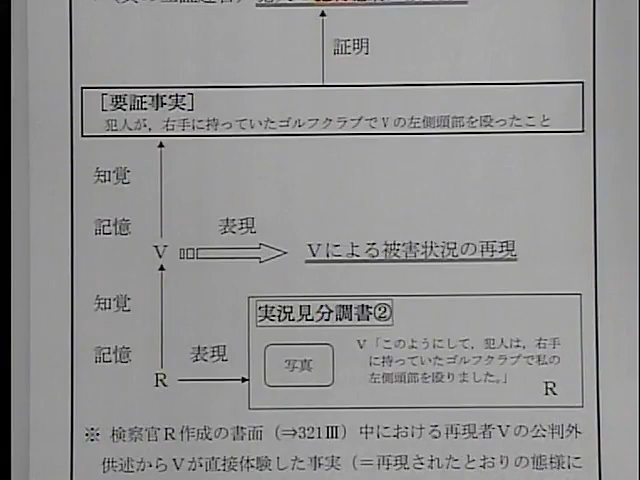 証明
［要証事実］
犯人が，右手に持っていたゴルフクラブでＶの左側頭部を殴ったこと
知覚
記憶
表現
Ｖ
Ｖによる被害状況の再現
知覚
記憶
表現
Ｒ
実況見分調書②
写真
Ｖ「このようにして，犯人は，右手
に持っていたゴルフクラブで私の
左側頭部を殴りました。」
Ｒ
※ 検察官Ｒ作成の書面（⇒321Ⅲ）中における再現者Ｖの公判外
供述からＶが直接体験した事実（＝再現されたとおりの態様に